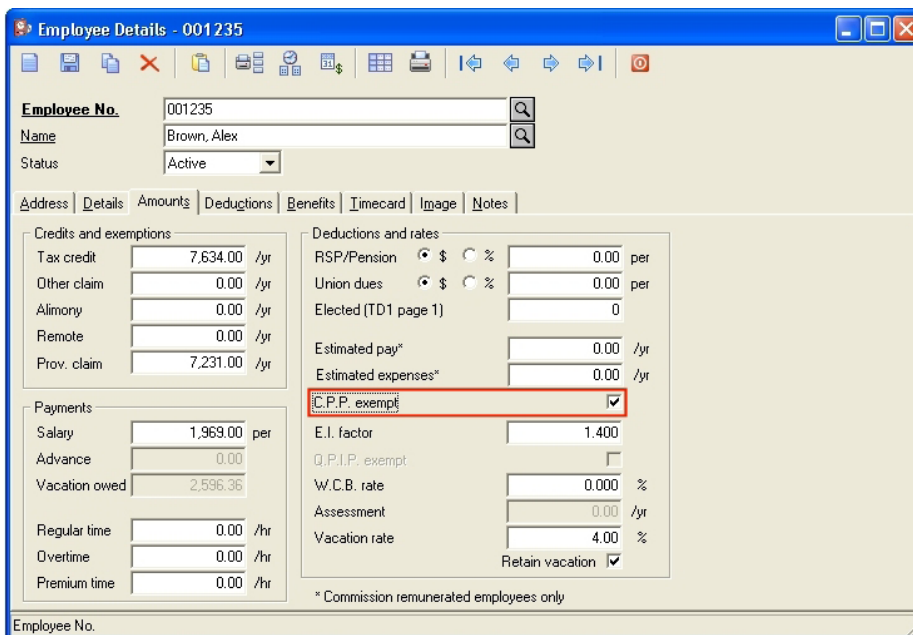 Employee Details - 001235
31 $
Employee No. 001235
Name Brown, Alex
Status Active
Address Details Amounts Deductions Benefits Timecard Image Notes
Credits and exemptions
Tax credit 7,634.00 /yr
Other claim 0.00 /yr
Alimony 0.00 /yr
Remote 0.00 /yr
Prov. claim 7,231.00 /yr
Payments
Salary 1,969.00 per
Advance 0.00
Vacation owed 2,596.36
Regular time 0.00 /hr
Overtime 0.00 /hr
Premium time 0.00 /hr
Deductions and rates
RSP/Pension $ % 0.00 per
Union dues $ % 0.00 per
Elected (TD1 page 1) 0
Estimated pay* 0.00 /yr
Estimated expenses* 0.00 /yr
C.P.P. exempt
E.I. factor 1.400
Q.P.I.P. exempt
W.C.B. rate 0.000 %
Assessment 0.00 /yr
Vacation rate 4.00 %
Retain vacation
* Commission remunerated employees only
Employee No.